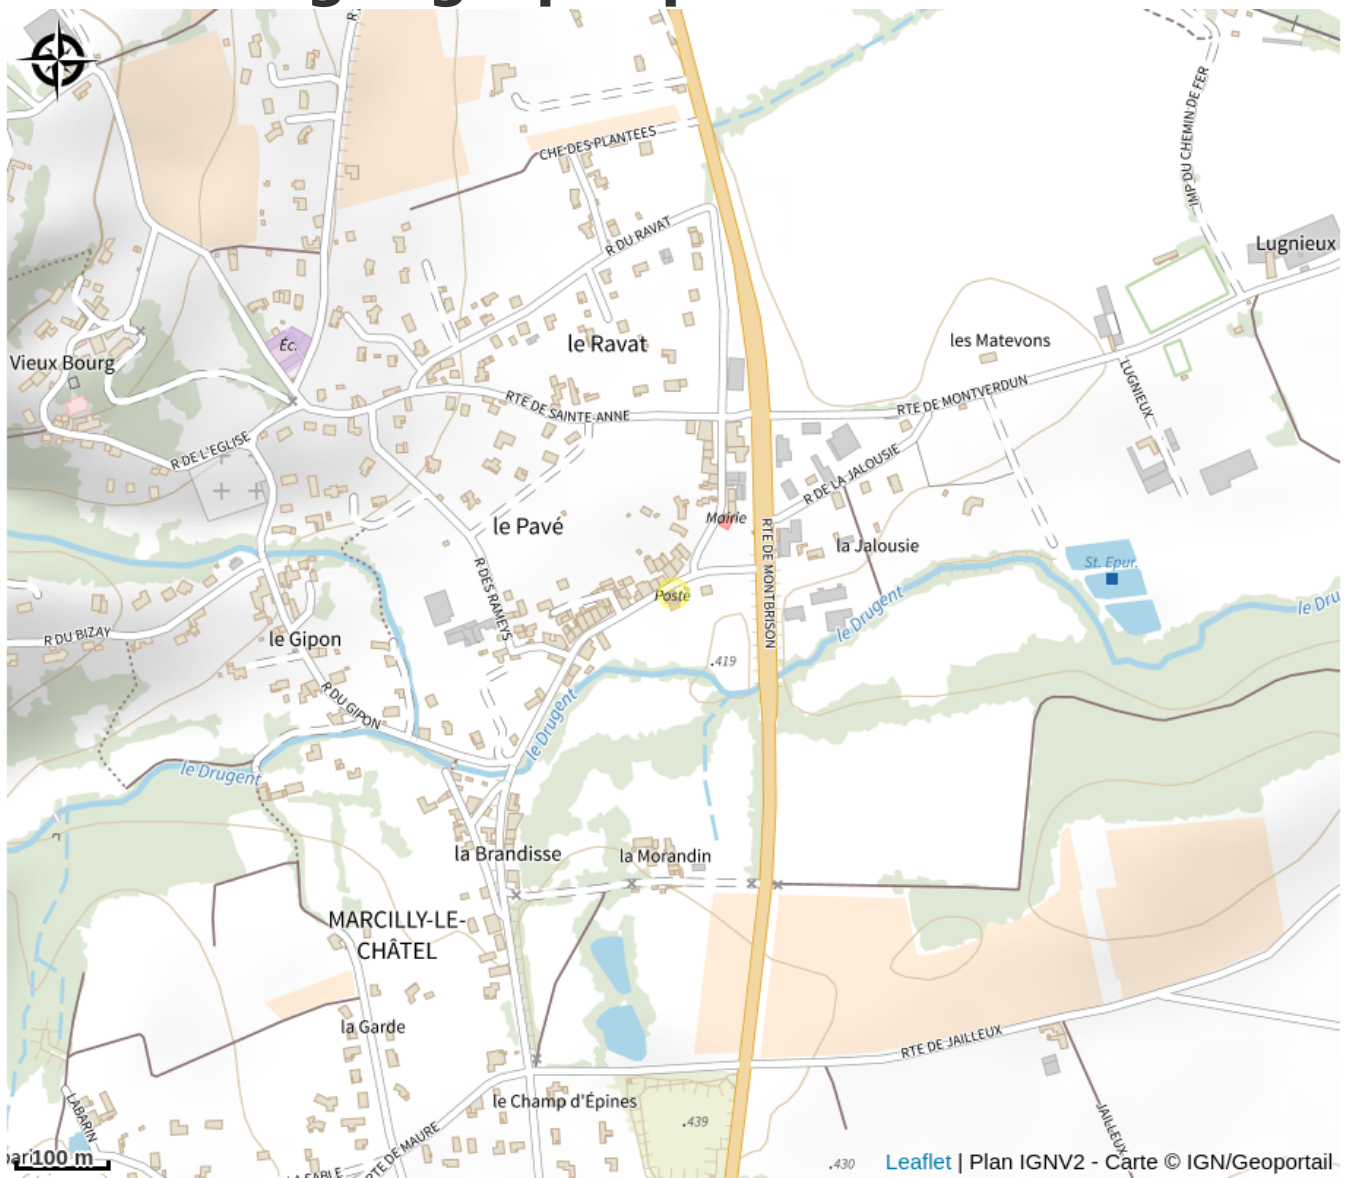 CHE DES PLANTEES
IMP DU CHEMIN DE FER
R DU RAVAT
Lugnieux
Éc.
le Ravat
les Matevons
Vieux Bourg
LUGNIEUX
RTE DE MONTVERDUN
RTE DE SAINTE-ANNE
R DE L'EGLISE
R DE LA JALOUSIE
Mairie
le Pavé
RTE DE MONTBRISON
la Jalousie
St. Epur.
R DES RAMEYS
Poste
le Drugent
le Dru
R DU BIZAY
le Gipon
.419
R DU GIPON
le Drugent
le Drugent
la Brandisse
la Morandin
MARCILLY-LE-
CHÂTEL
la Garde
RTE DE JAILLEUX
le Champ d'Épines
LABARIN
JAILLEUX
.439
RTE DE MAURE
LA SABLE
.430
100 m
Leaflet | Plan IGNV2 - Carte © IGN/Geoportail